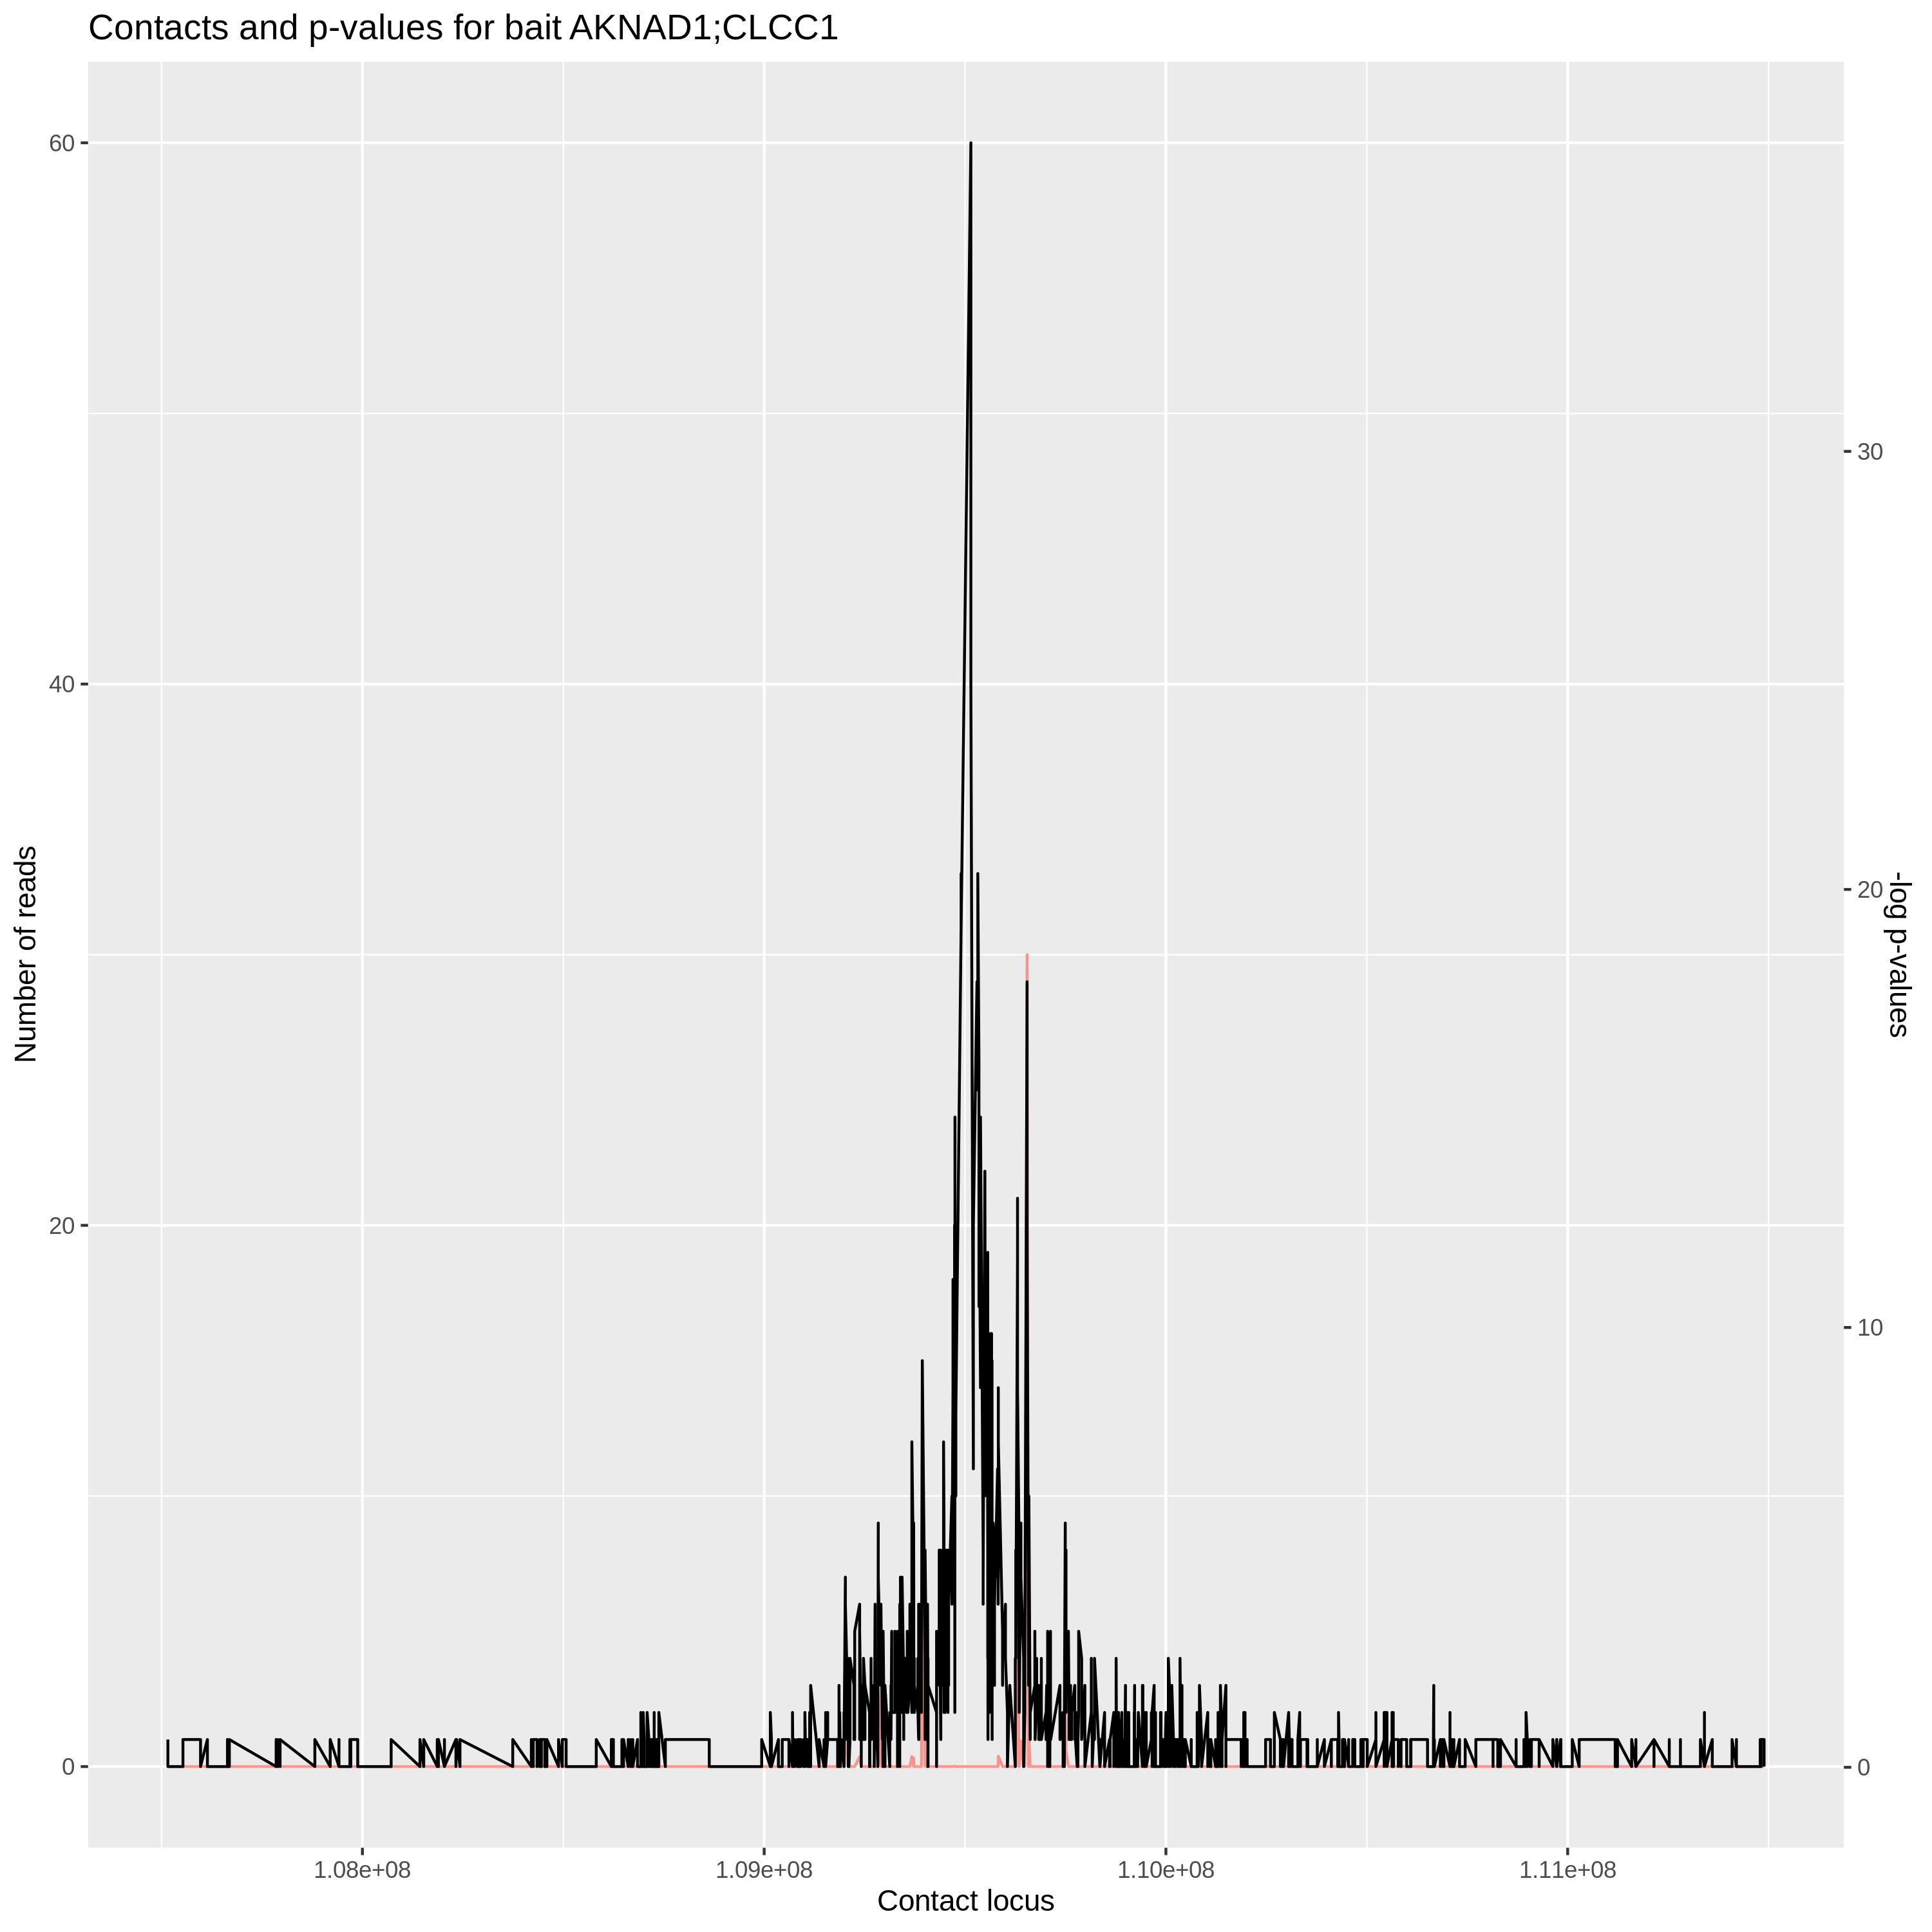 Contacts and p-values for bait AKNAD1;CLCC1
60
40
20
0
Number of reads
30
20
10
0
-log p-values
1.08e+08
1.09e+08
1.10e+08
1.11e+08
Contact locus